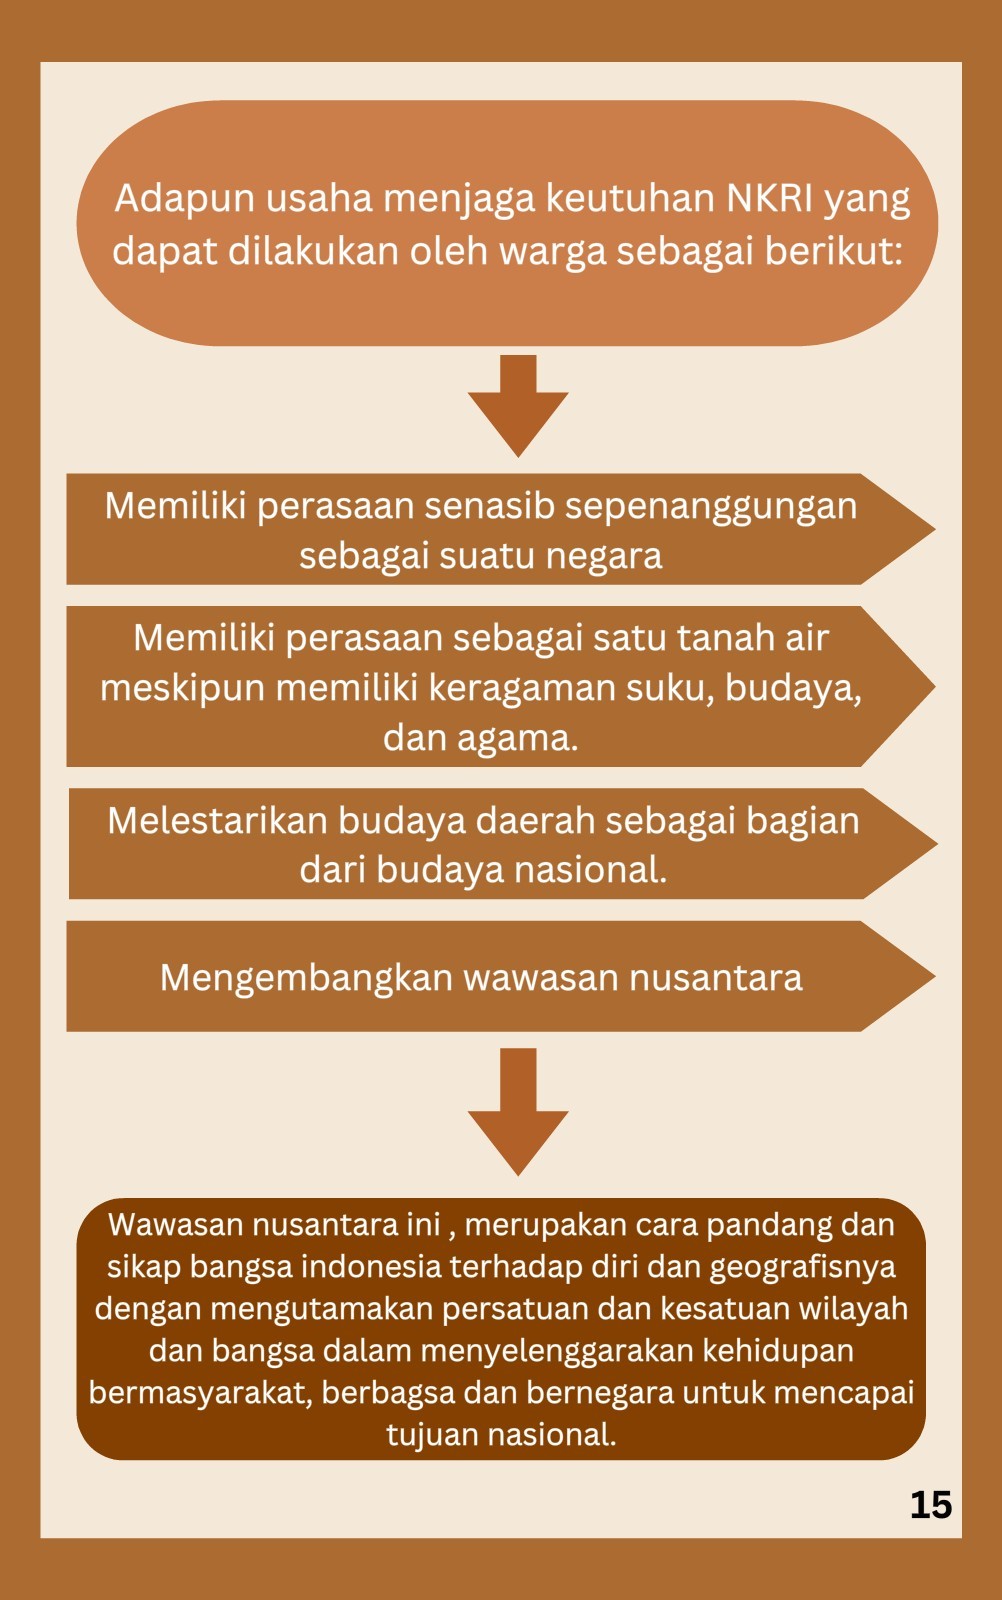 Adapun usaha menjaga keutuhan NKRI yang
dapat dilakukan oleh warga sebagai berikut:
Memiliki perasaan senasib sepenanggungan
sebagai suatu negara
Memiliki perasaan sebagai satu tanah air
meskipun memiliki keragaman suku, budaya,
dan agama.
Melestarikan budaya daerah sebagai bagian
dari budaya nasional.
Mengembangkan wawasan nusantara
Wawasan nusantara ini , merupakan cara pandang dan
sikap bangsa indonesia terhadap diri dan geografisnya
dengan mengutamakan persatuan dan kesatuan wilayah
dan bangsa dalam menyelenggarakan kehidupan
bermasyarakat, berbagsa dan bernegara untuk mencapai
tujuan nasional.
15